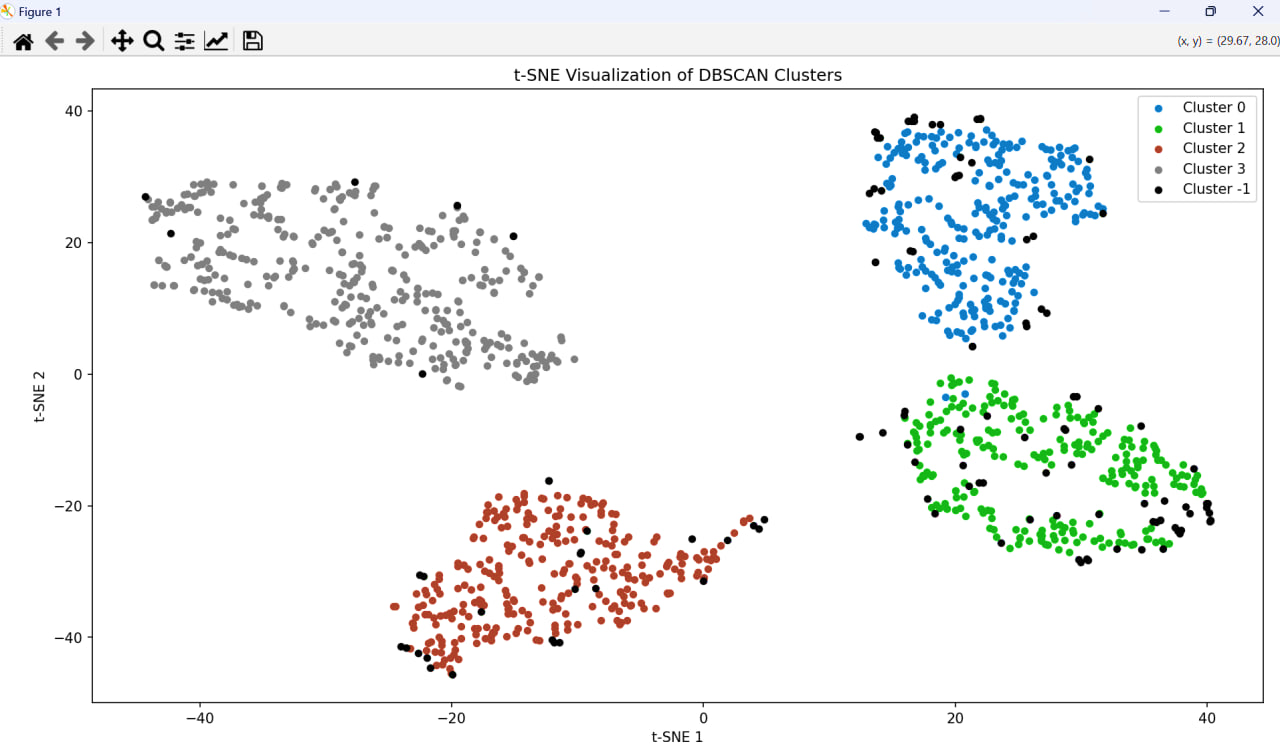 Figure 1
(x, y) = (29.67, 28.0)
t-SNE Visualization of DBSCAN Clusters
Cluster 0
Cluster 1
Cluster 2
Cluster 3
Cluster -1
40
20
0
−20
−40
t-SNE 2
−40
−20
0
20
40
t-SNE 1